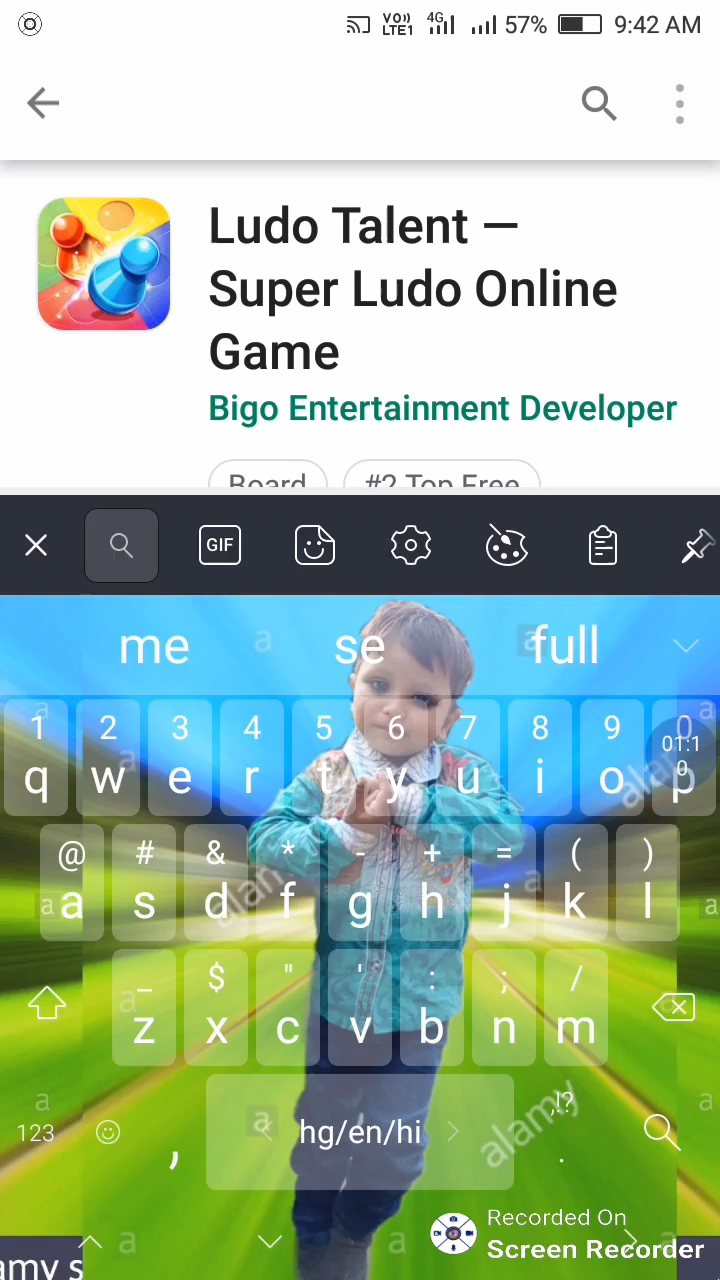 VO)) LTE1 4G 57% 9:42 AM
Ludo Talent —
Super Ludo Online
Game
Bigo Entertainment Developer
Board #2 Top Free
GIF
me se full
1 2 3 4 5 6 7 8 9 0
q w e r t y u i o p
01:10
@ # & * - + = ( )
a s d f g h j k l
_ $ " ' : ; /
z x c v b n m
,!?
123 , hg/en/hi .
alamy
Recorded On
Screen Recorder